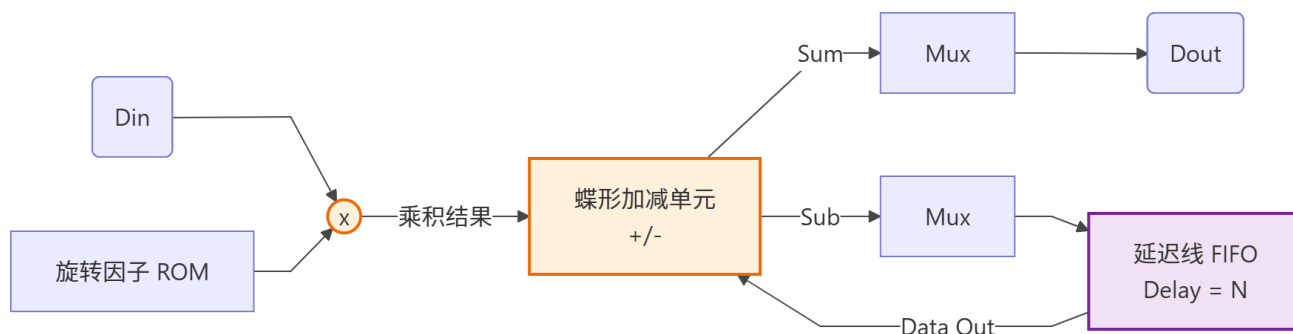 Sum
Mux
Dout
Din
x
乘积结果
蝶形加减单元
+/-
Sub
Mux
旋转因子 ROM
延迟线 FIFO
Delay = N
Data Out